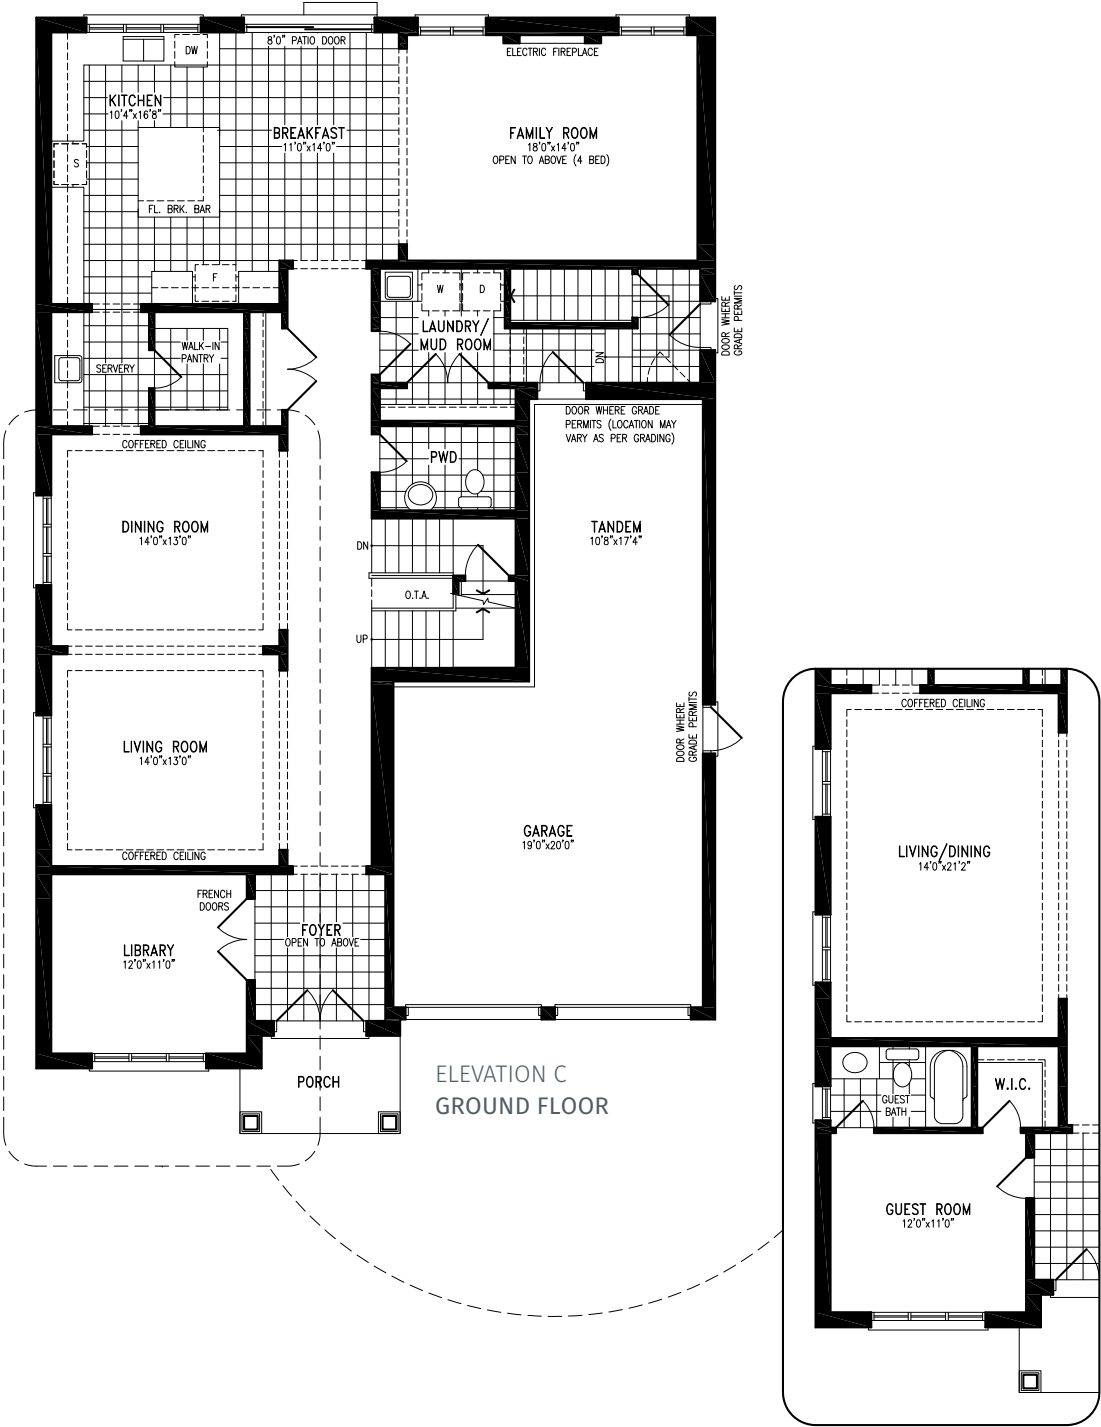 8'0" PATIO DOOR
DW
ELECTRIC FIREPLACE
KITCHEN
10'4"x16'8"
BREAKFAST
11'0"x14'0"
FAMILY ROOM
18'0"x14'0"
OPEN TO ABOVE (4 BED)
S
FL. BRK. BAR
F
W
D
LAUNDRY/
MUD ROOM
DOOR WHERE
GRADE PERMITS
WALK-IN
PANTRY
SERVERY
DN
DOOR WHERE GRADE
PERMITS (LOCATION MAY
VARY AS PER GRADING)
COFFERED CEILING
PWD
DINING ROOM
14'0"x13'0"
TANDEM
10'8"x17'4"
DN
O.T.A.
UP
LIVING ROOM
14'0"x13'0"
DOOR WHERE
GRADE PERMITS
COFFERED CEILING
GARAGE
19'0"x20'0"
FRENCH
DOORS
LIBRARY
12'0"x11'0"
FOYER
OPEN TO ABOVE
PORCH
ELEVATION C
GROUND FLOOR
COFFERED CEILING
LIVING/DINING
14'0"x21'2"
GUEST
BATH
W.I.C.
GUEST ROOM
12'0"x11'0"